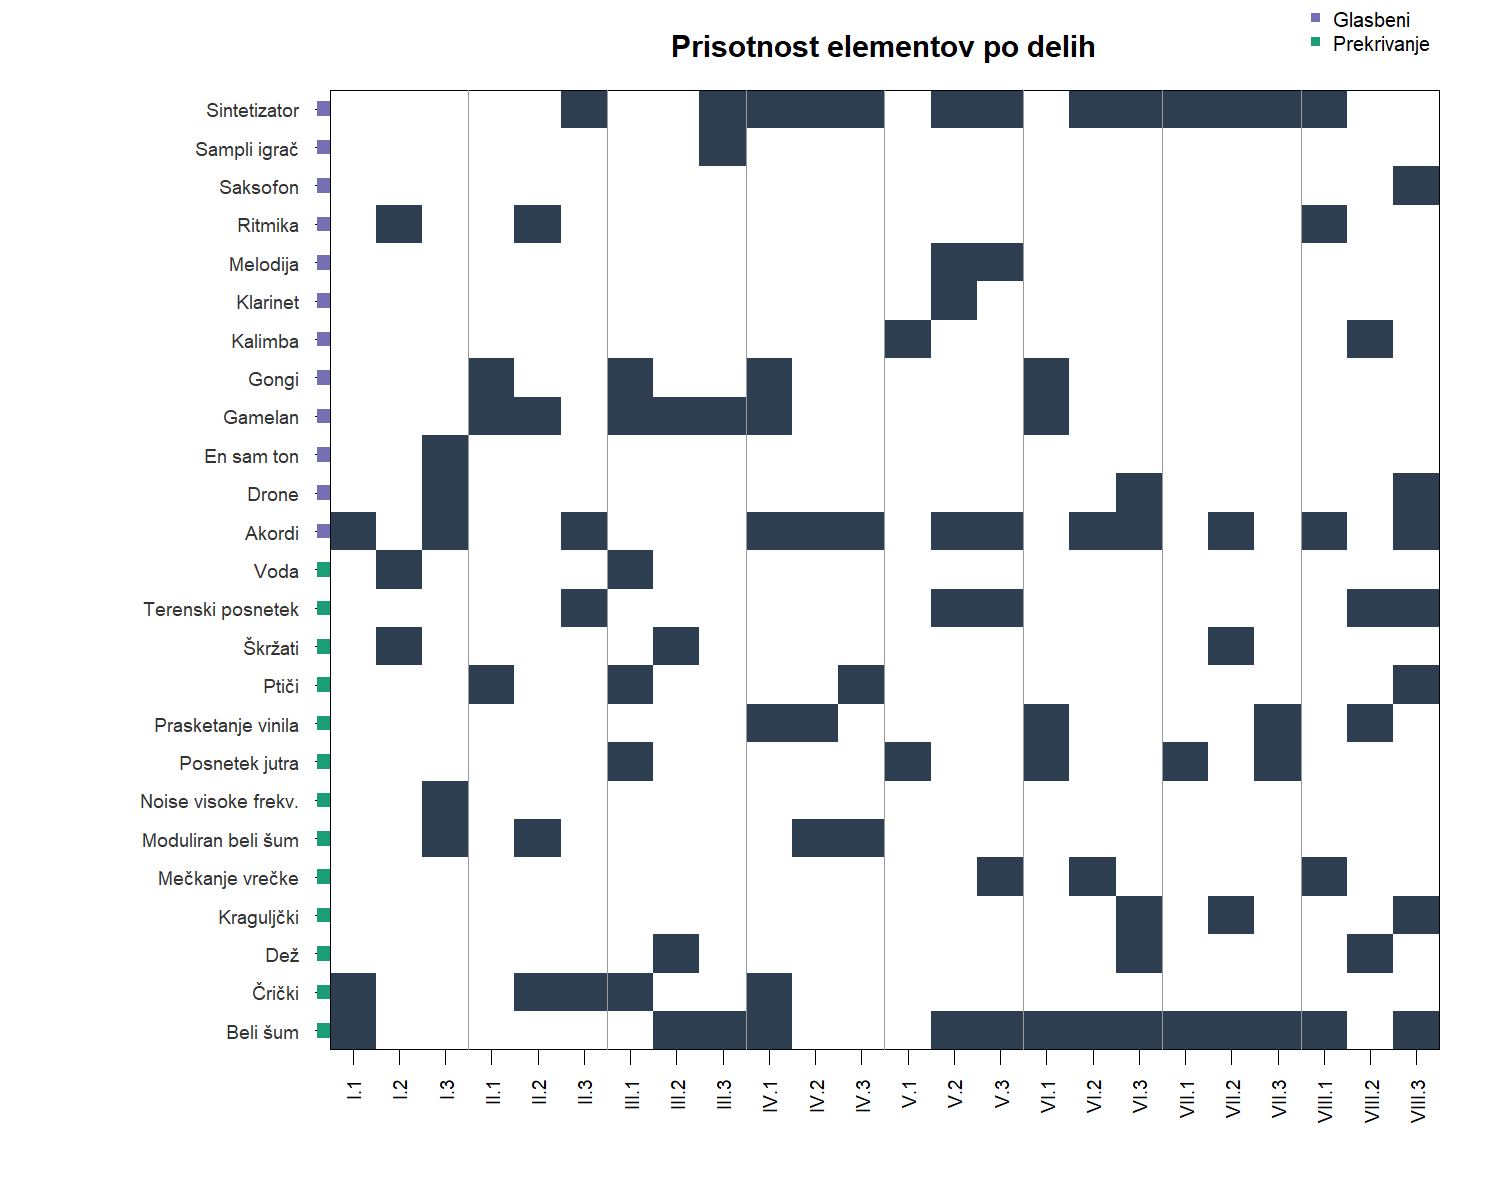 Glasbeni
Prekrivanje
Prisotnost elementov po delih
Sintetizator
Sampli igrač
Saksofon
Ritmika
Melodija
Klarinet
Kalimba
Gongi
Gamelan
En sam ton
Drone
Akordi
Voda
Terenski posnetek
Škržati
Ptiči
Prasketanje vinila
Posnetek jutra
Noise visoke frekv.
Moduliran beli šum
Mečkanje vrečke
Kraguljčki
Dež
Črički
Beli šum
I.1
I.2
I.3
II.1
II.2
II.3
III.1
III.2
III.3
IV.1
IV.2
IV.3
V.1
V.2
V.3
VI.1
VI.2
VI.3
VII.1
VII.2
VII.3
VIII.1
VIII.2
VIII.3